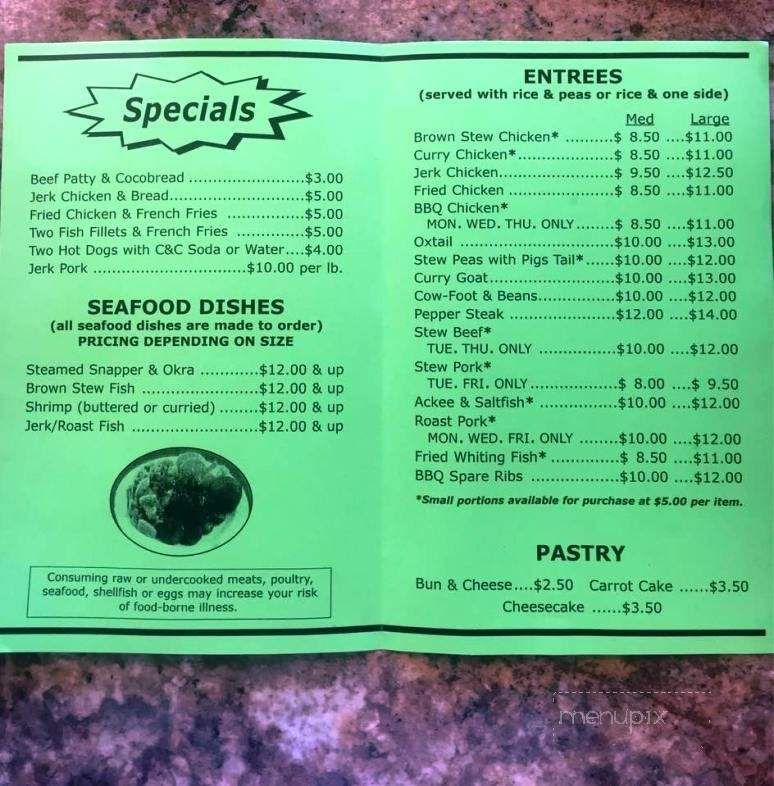 Specials
Beef Patty & Cocobread ......................$3.00
Jerk Chicken & Bread..........................$5.00
Fried Chicken & French Fries ................$5.00
Two Fish Fillets & French Fries ..............$5.00
Two Hot Dogs with C&C Soda or Water....$4.00
Jerk Pork .............................$10.00 per lb.
SEAFOOD DISHES
(all seafood dishes are made to order)
PRICING DEPENDING ON SIZE
Steamed Snapper & Okra ...........$12.00 & up
Brown Stew Fish ......................$12.00 & up
Shrimp (buttered or curried) .......$12.00 & up
Jerk/Roast Fish ........................$12.00 & up
Consuming raw or undercooked meats, poultry,
seafood, shellfish or eggs may increase your risk
of food-borne illness.
ENTREES
(served with rice & peas or rice & one side)
Med Large
Brown Stew Chicken* ..........$ 8.50 ....$11.00
Curry Chicken*....................$ 8.50 ....$11.00
Jerk Chicken........................$ 9.50 ....$12.50
Fried Chicken ......................$ 8.50 ....$11.00
BBQ Chicken*
MON. WED. THU. ONLY........$ 8.50 ....$11.00
Oxtail ................................$10.00 ....$13.00
Stew Peas with Pigs Tail*......$10.00 ....$12.00
Curry Goat..........................$10.00 ....$13.00
Cow-Foot & Beans................$10.00 ....$12.00
Pepper Steak ......................$12.00 ....$14.00
Stew Beef*
TUE. THU. ONLY ................$10.00 ....$12.00
Stew Pork*
TUE. FRI. ONLY..................$ 8.00 ....$ 9.50
Ackee & Saltfish* ................$10.00 ....$12.00
Roast Pork*
MON. WED. FRI. ONLY ........$10.00 ....$12.00
Fried Whiting Fish* ..............$ 8.50 ....$11.00
BBQ Spare Ribs ..................$10.00 ....$12.00
*Small portions available for purchase at $5.00 per item.
PASTRY
Bun & Cheese....$2.50 Carrot Cake ......$3.50
Cheesecake ......$3.50
menupix